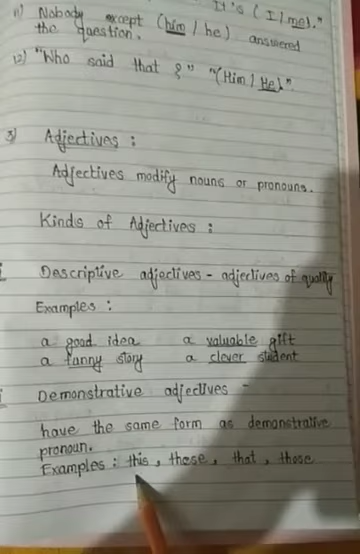 It's (I / me)."
11) Nobody except (him / he) answered
the question.
12) "Who said that ?" "(Him / He)".
3) Adjectives :
Adjectives modify nouns or pronouns.
Kinds of Adjectives :
i Descriptive adjectives - adjectives of quality
Examples :
a good idea a valuable gift
a fanny story a clever student
Demonstrative adjectives -
have the same form as demonstrative
pronoun.
Examples : this, these, that, those